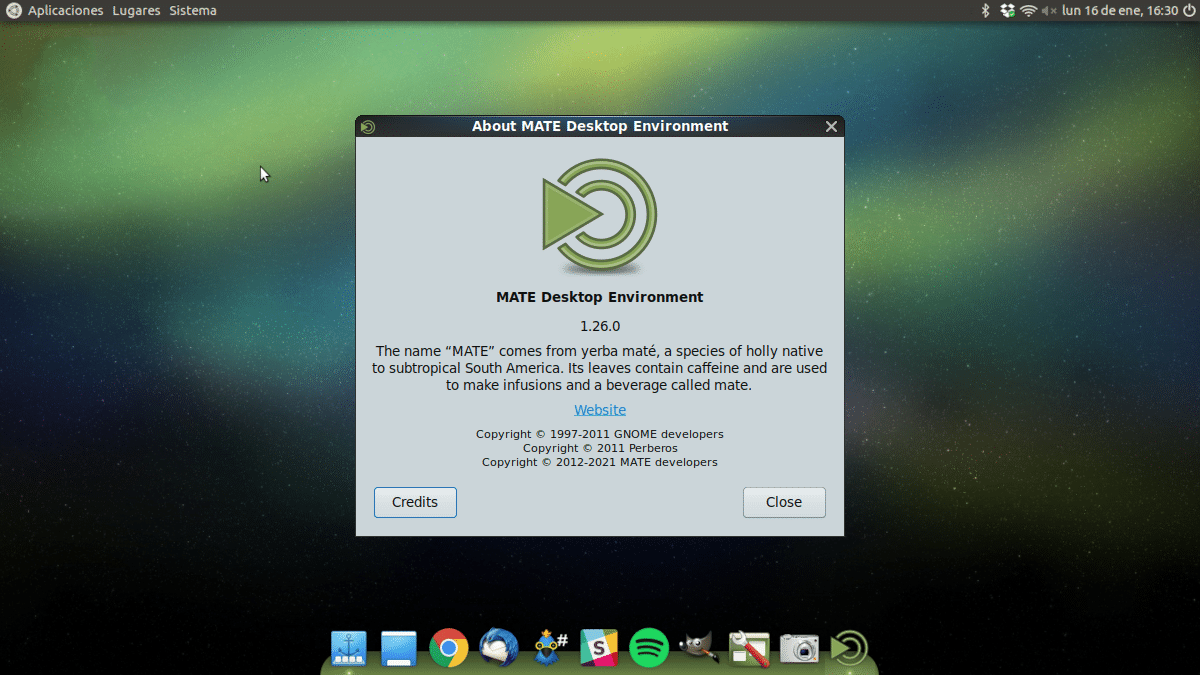 Aplicaciones Lugares Sistema
lun 16 de ene, 16:30
About MATE Desktop Environment
MATE Desktop Environment
1.26.0
The name “MATE” comes from yerba maté, a species of holly native
to subtropical South America. Its leaves contain caffeine and are used
to make infusions and a beverage called mate.
Website
Copyright © 1997-2011 GNOME developers
Copyright © 2011 Perberos
Copyright © 2012-2021 MATE developers
Credits
Close
#
S